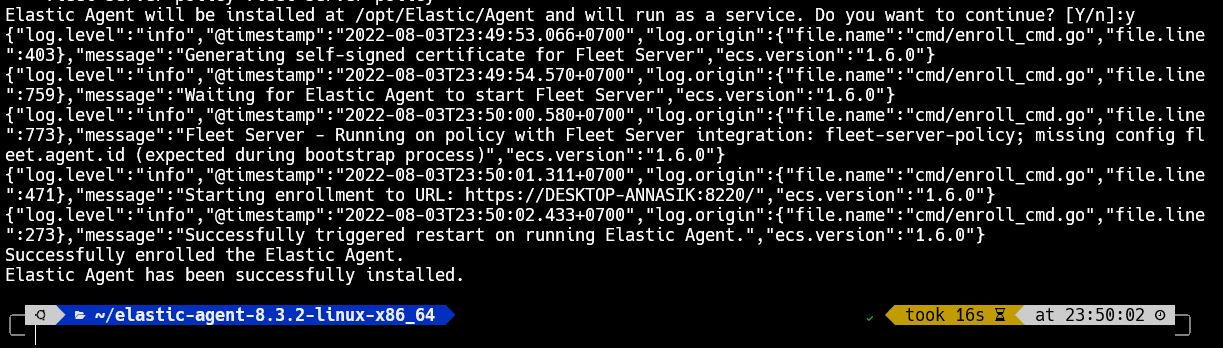 Elastic Agent will be installed at /opt/Elastic/Agent and will run as a service. Do you want to continue? [Y/n]:y
{"log.level":"info","@timestamp":"2022-08-03T23:49:53.066+0700","log.origin":{"file.name":"cmd/enroll_cmd.go","file.line
":403},"message":"Generating self-signed certificate for Fleet Server","ecs.version":"1.6.0"}
{"log.level":"info","@timestamp":"2022-08-03T23:49:54.570+0700","log.origin":{"file.name":"cmd/enroll_cmd.go","file.line
":759},"message":"Waiting for Elastic Agent to start Fleet Server","ecs.version":"1.6.0"}
{"log.level":"info","@timestamp":"2022-08-03T23:50:00.580+0700","log.origin":{"file.name":"cmd/enroll_cmd.go","file.line
":773},"message":"Fleet Server - Running on policy with Fleet Server integration: fleet-server-policy; missing config fl
eet.agent.id (expected during bootstrap process)","ecs.version":"1.6.0"}
{"log.level":"info","@timestamp":"2022-08-03T23:50:01.311+0700","log.origin":{"file.name":"cmd/enroll_cmd.go","file.line
":471},"message":"Starting enrollment to URL: https://DESKTOP-ANNASIK:8220/","ecs.version":"1.6.0"}
{"log.level":"info","@timestamp":"2022-08-03T23:50:02.433+0700","log.origin":{"file.name":"cmd/enroll_cmd.go","file.line
":273},"message":"Successfully triggered restart on running Elastic Agent.","ecs.version":"1.6.0"}
Successfully enrolled the Elastic Agent.
Elastic Agent has been successfully installed.
~/elastic-agent-8.3.2-linux-x86_64 took 16s at 23:50:02